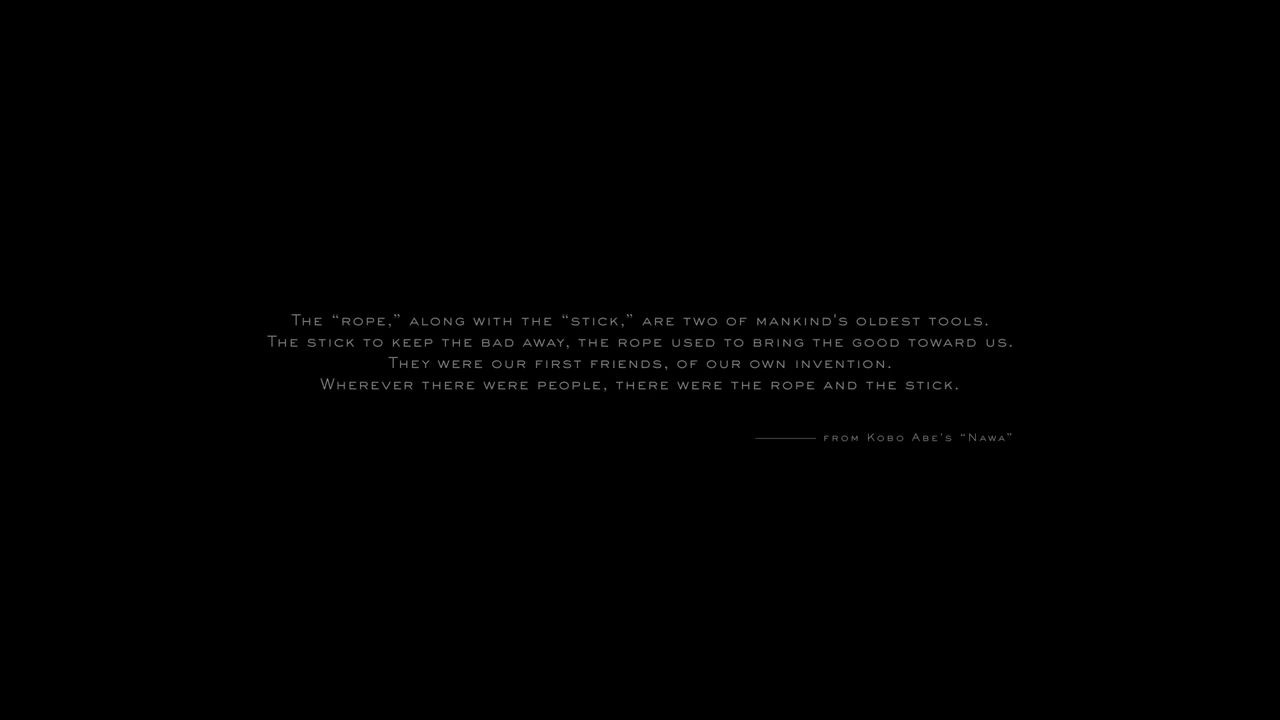 The “rope,” along with the “stick,” are two of mankind's oldest tools.
The stick to keep the bad away, the rope used to bring the good toward us.
They were our first friends, of our own invention.
Wherever there were people, there were the rope and the stick.
from Kobo Abe's “Nawa”